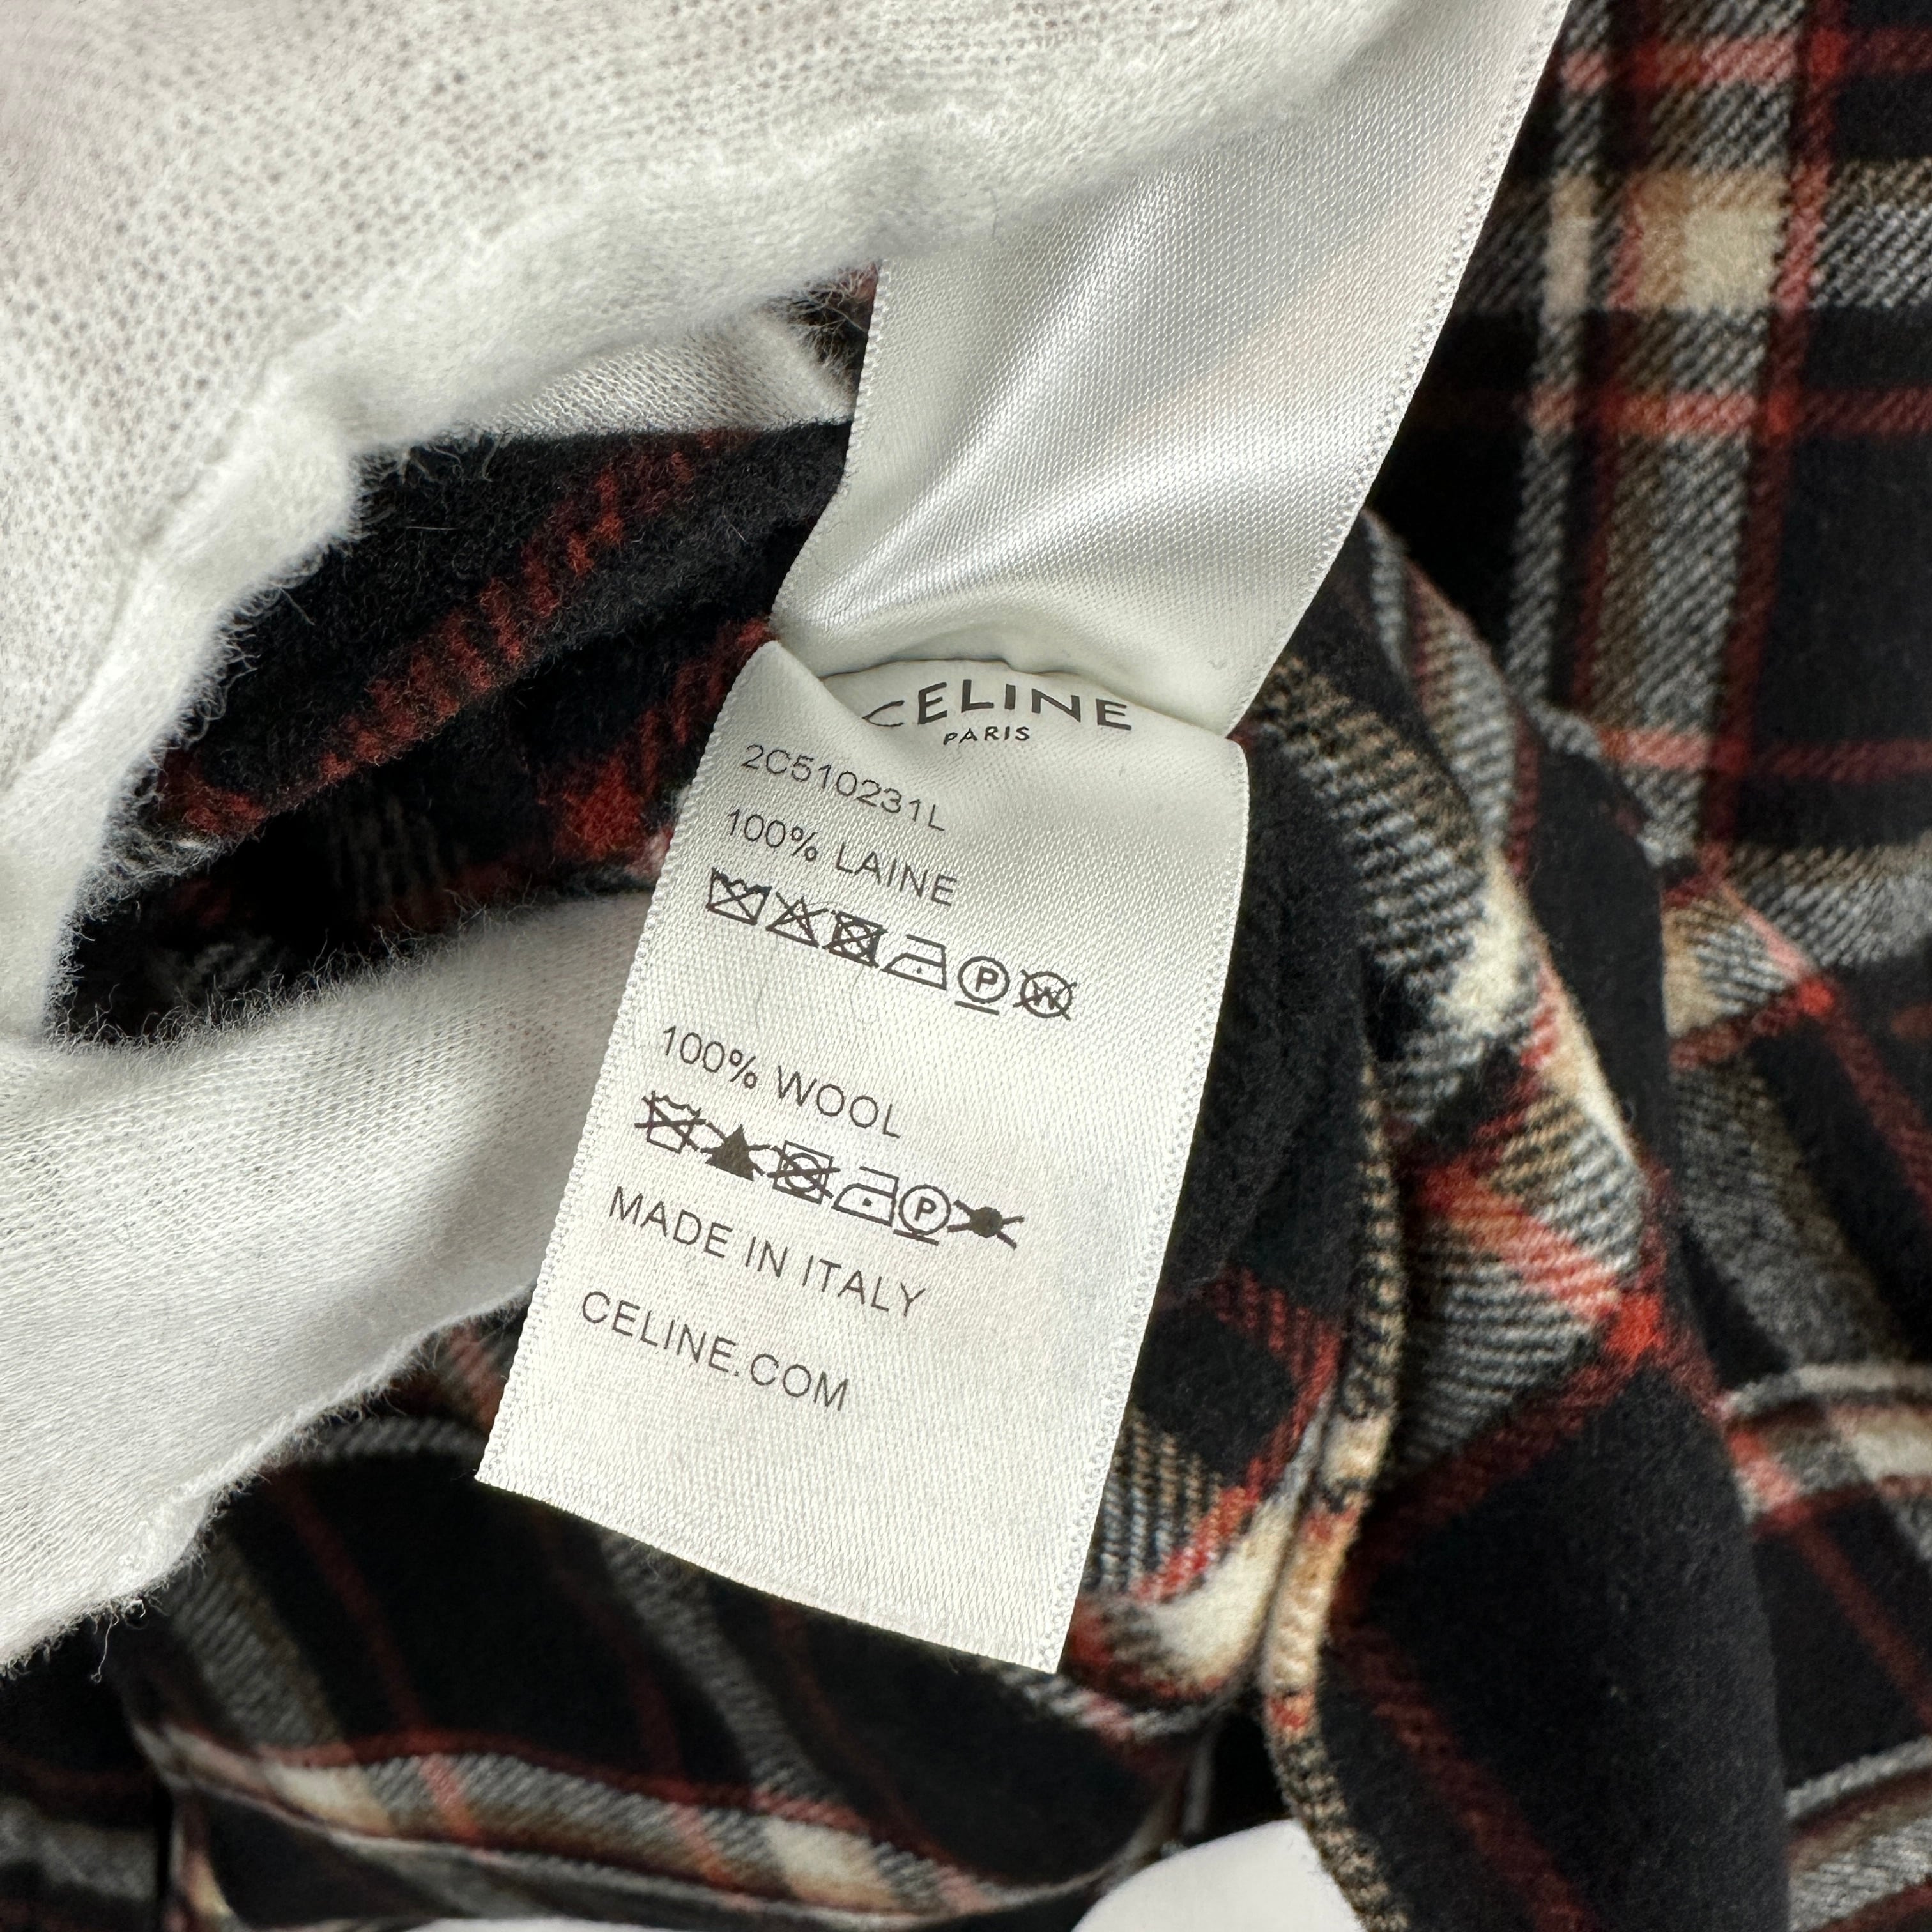 CELINE
PARIS
2C510231L
100% LAINE
P W
100% WOOL
P
MADE IN ITALY
CELINE.COM